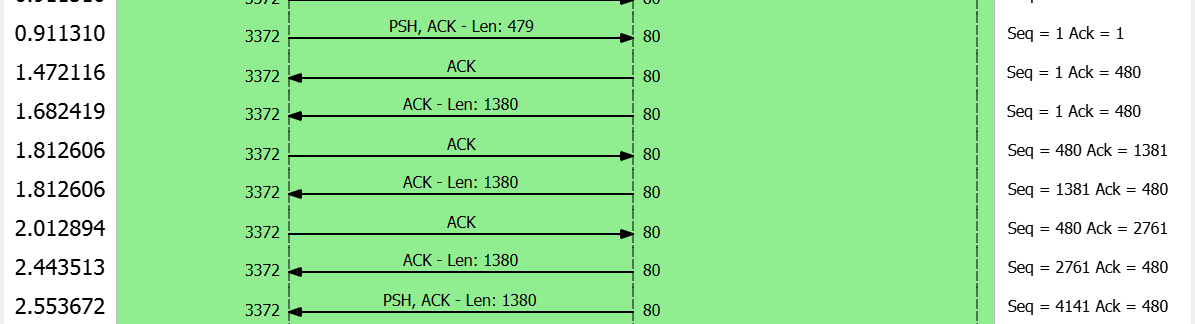 PSH, ACK - Len: 479
0.911310 3372 80 Seq = 1 Ack = 1
ACK
1.472116 3372 80 Seq = 1 Ack = 480
ACK - Len: 1380
1.682419 3372 80 Seq = 1 Ack = 480
ACK
1.812606 3372 80 Seq = 480 Ack = 1381
ACK - Len: 1380
1.812606 3372 80 Seq = 1381 Ack = 480
ACK
2.012894 3372 80 Seq = 480 Ack = 2761
ACK - Len: 1380
2.443513 3372 80 Seq = 2761 Ack = 480
PSH, ACK - Len: 1380
2.553672 3372 80 Seq = 4141 Ack = 480